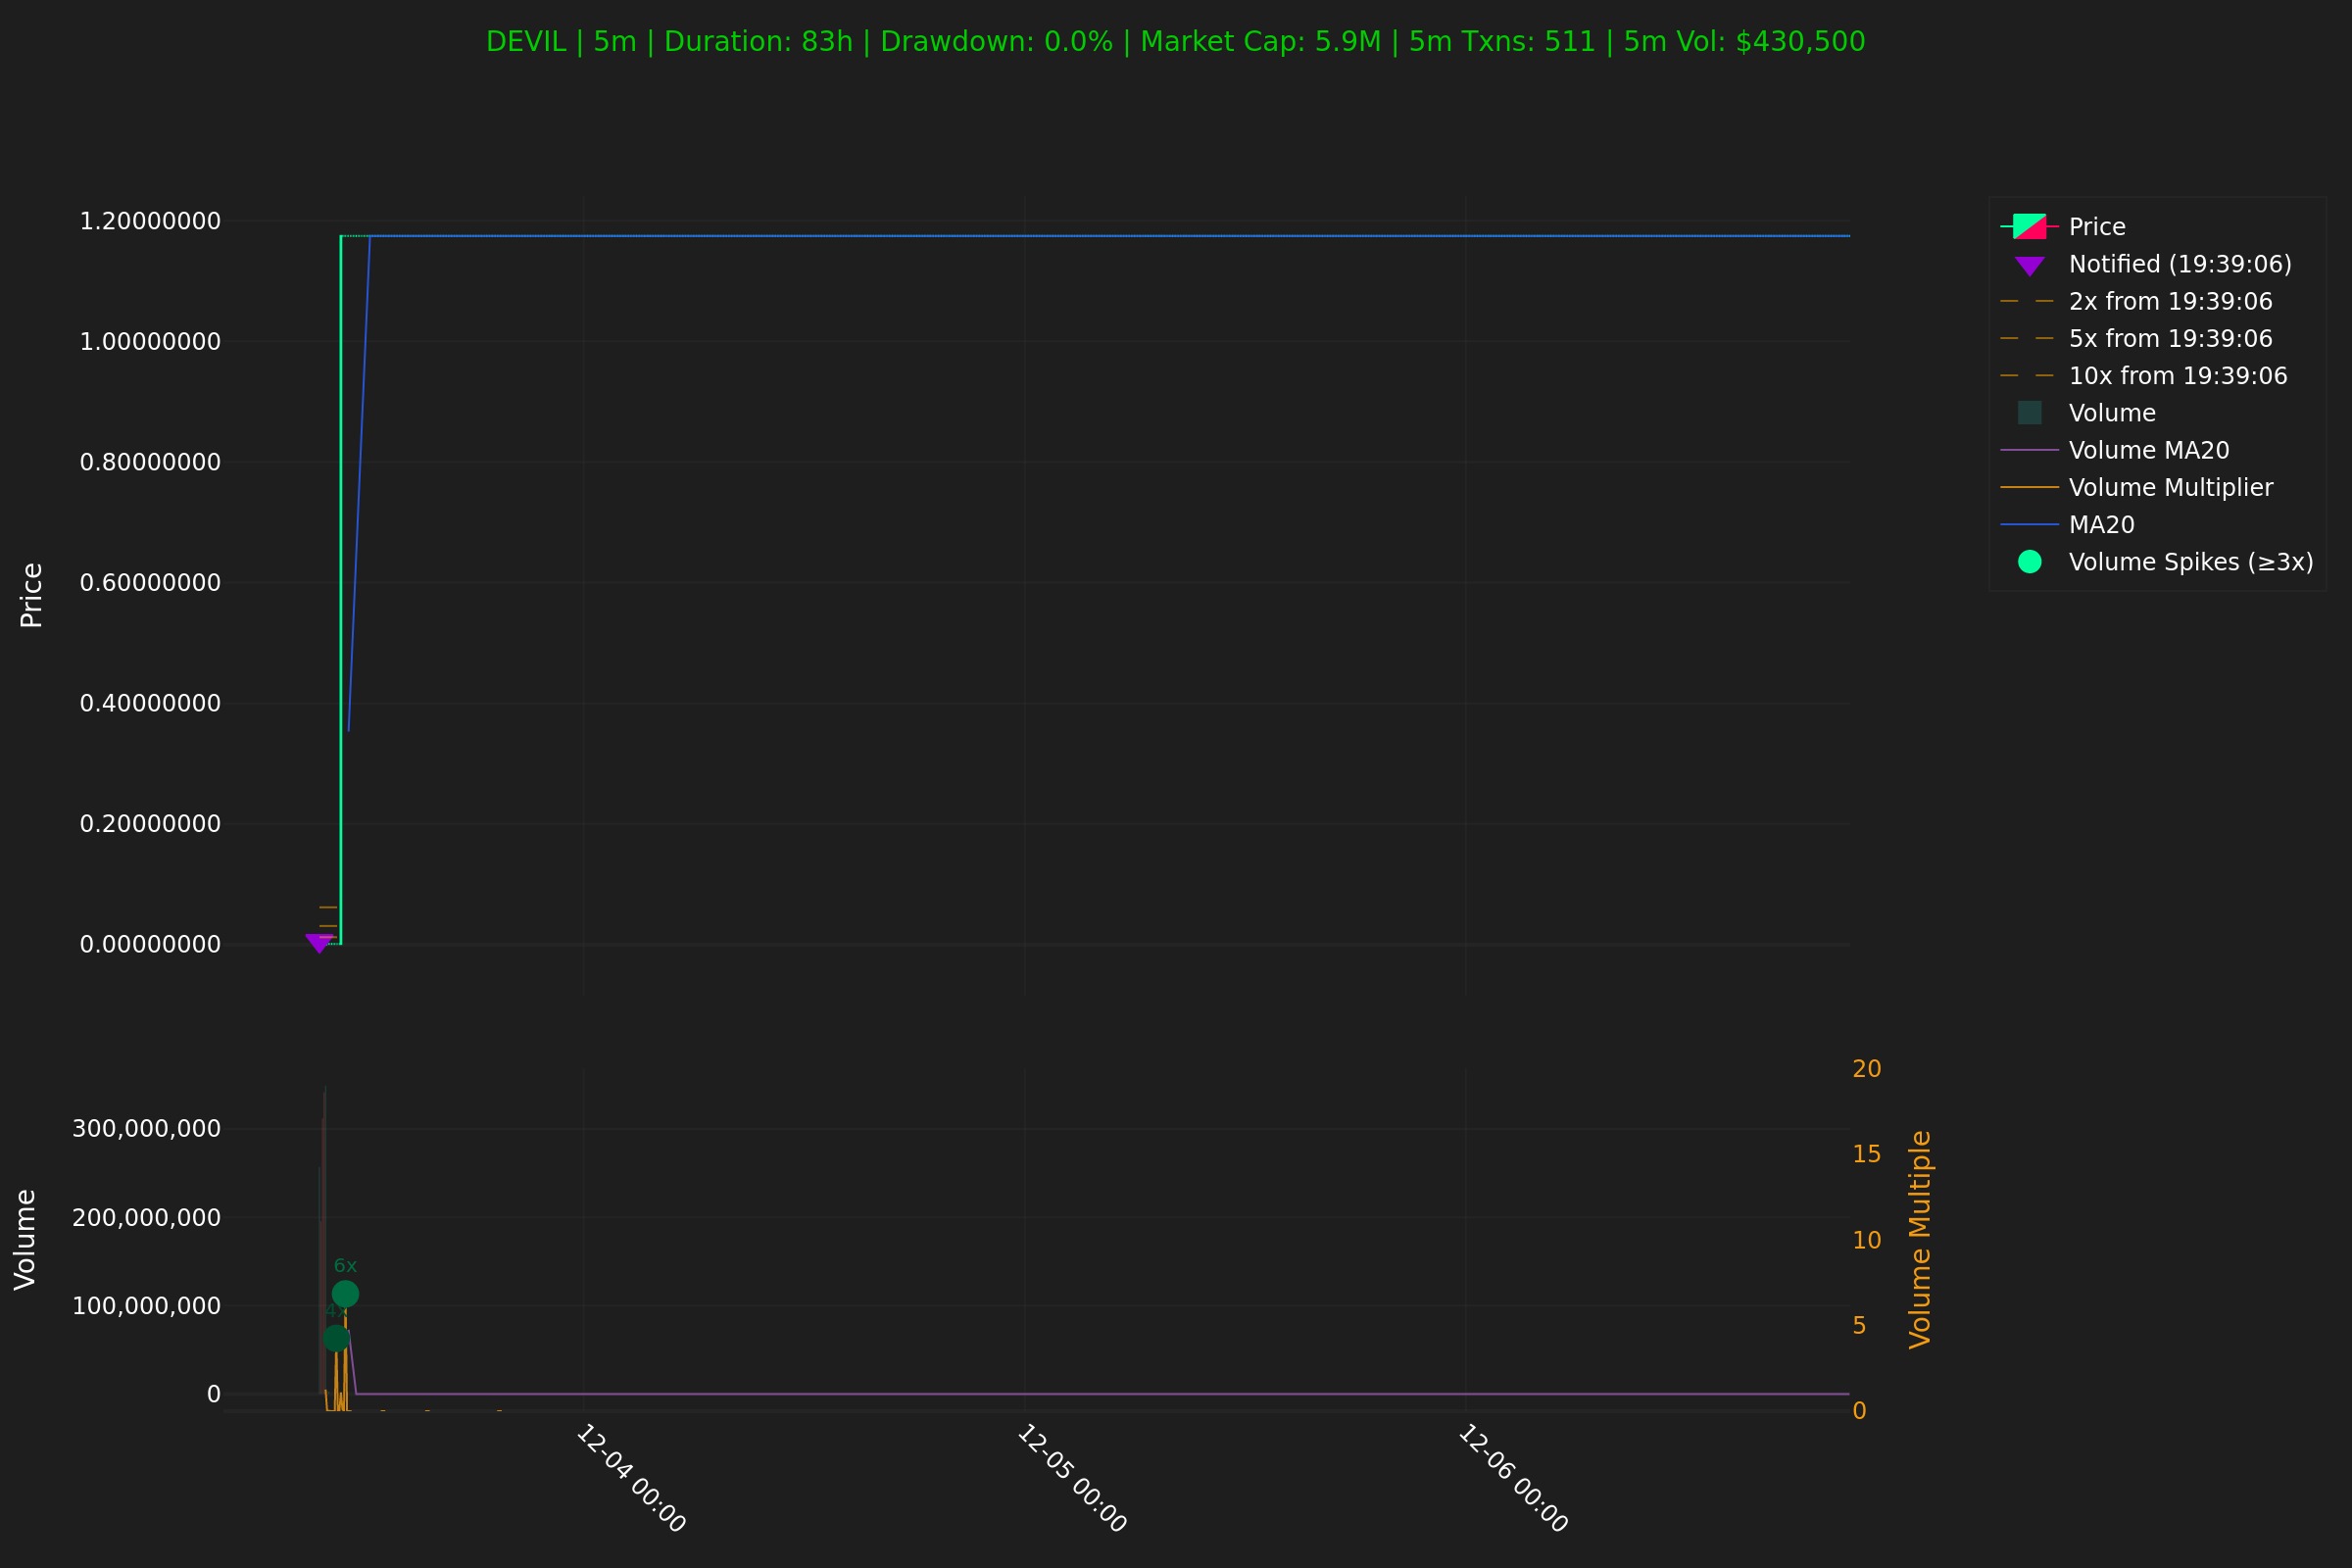 DEVIL | 5m | Duration: 83h | Drawdown: 0.0% | Market Cap: 5.9M | 5m Txns: 511 | 5m Vol: $430,500
Price
1.20000000
1.00000000
0.80000000
0.60000000
0.40000000
0.20000000
0.00000000
Price
Notified (19:39:06)
2x from 19:39:06
5x from 19:39:06
10x from 19:39:06
Volume
Volume MA20
Volume Multiplier
MA20
Volume Spikes (≥3x)
Volume
300,000,000
200,000,000
100,000,000
0
6x
4x
20
15
10
5
0
Volume Multiple
12-04 00:00
12-05 00:00
12-06 00:00